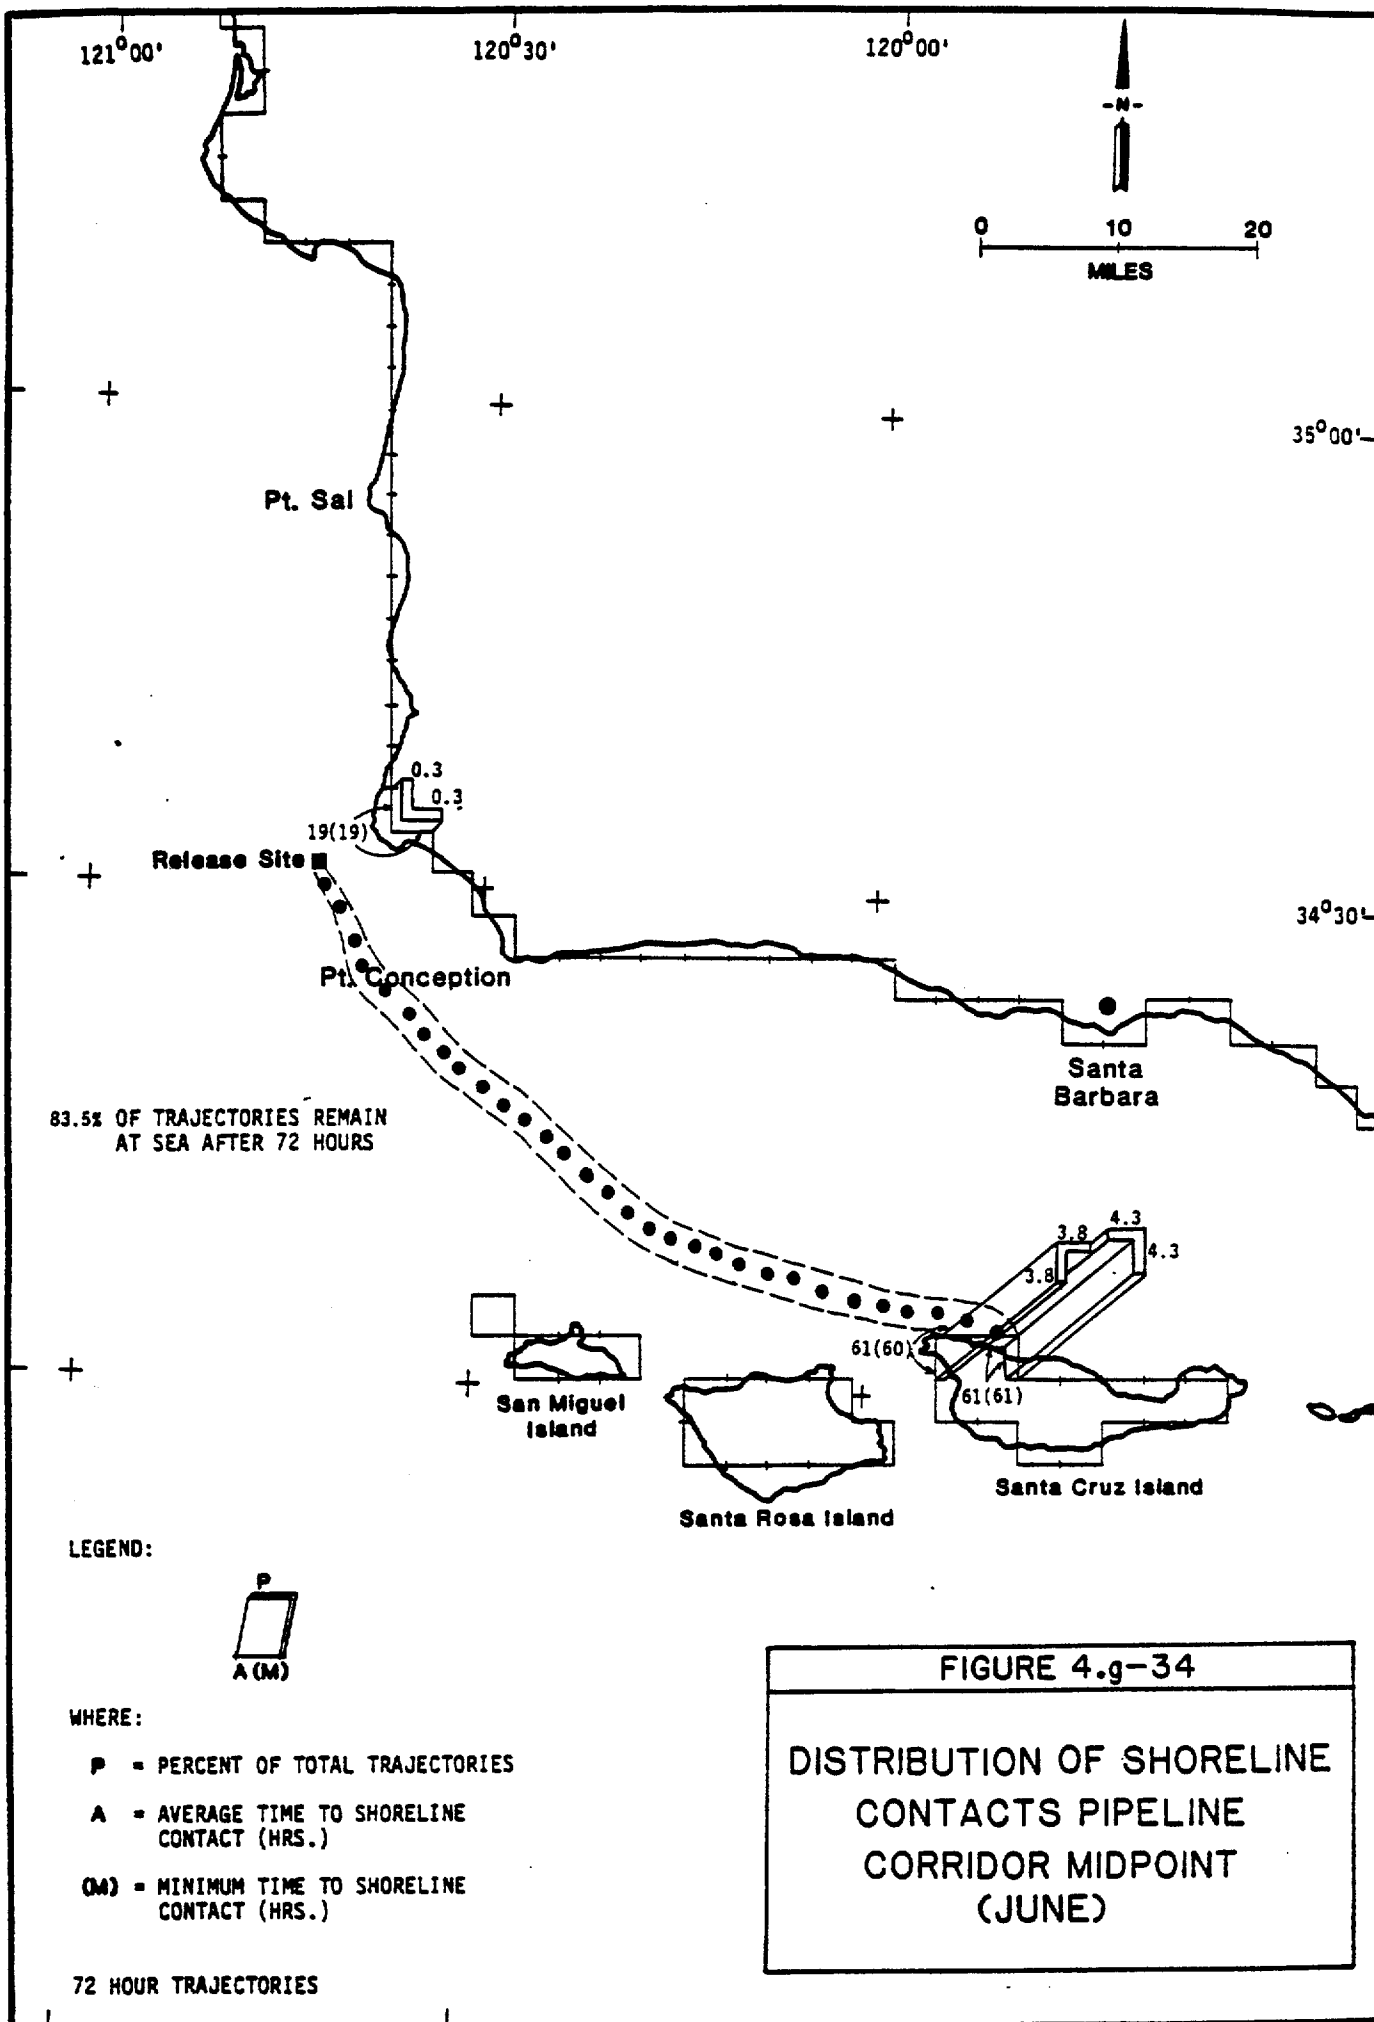 121°00'
120°30'
120°00'
-N-
0 10 20
MILES
35°00'
Pt. Sal
0.3
0.3
19(19)
Release Site
34°30'
Pt. Conception
Santa
Barbara
83.5% OF TRAJECTORIES REMAIN
AT SEA AFTER 72 HOURS
4.3
3.8
4.3
3.8
61(60)
61(61)
San Miguel
Island
Santa Cruz Island
Santa Rosa Island
LEGEND:
P
A (M)
WHERE:
P = PERCENT OF TOTAL TRAJECTORIES
A = AVERAGE TIME TO SHORELINE
CONTACT (HRS.)
(M) = MINIMUM TIME TO SHORELINE
CONTACT (HRS.)
72 HOUR TRAJECTORIES
FIGURE 4.g-34
DISTRIBUTION OF SHORELINE
CONTACTS PIPELINE
CORRIDOR MIDPOINT
(JUNE)